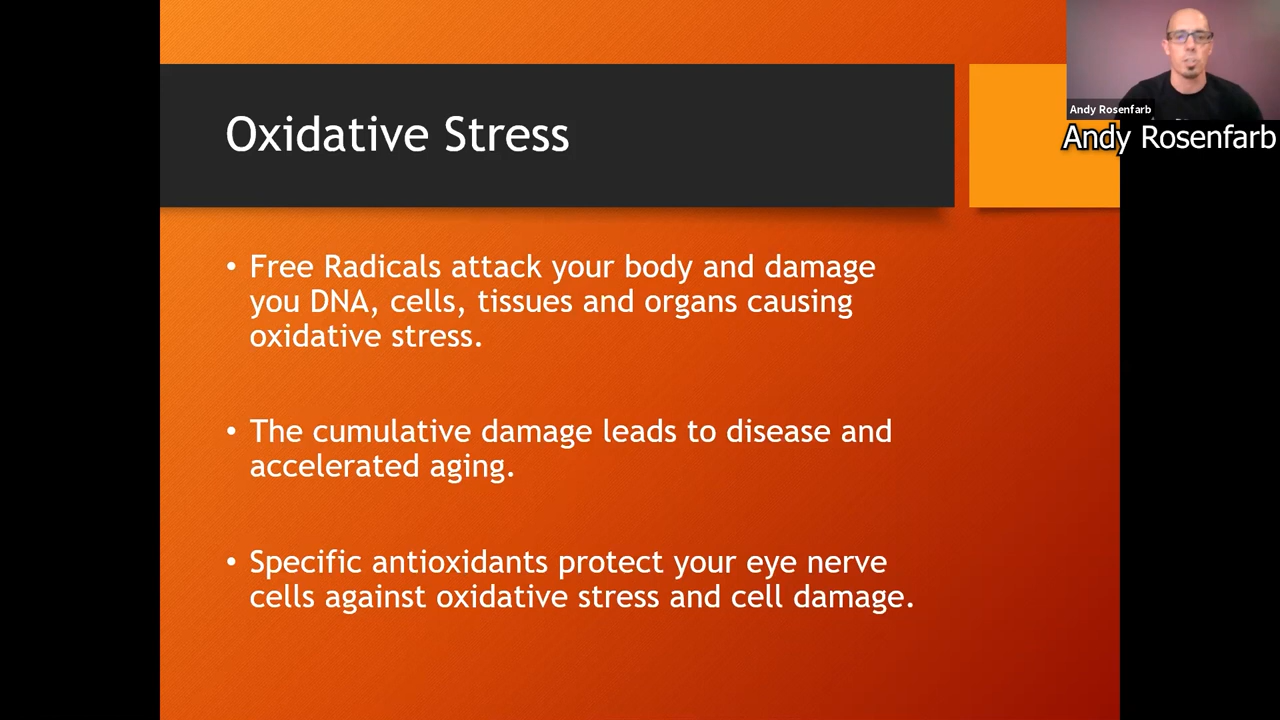 Oxidative Stress
Andy Rosenfarb
Andy Rosenfarb
• Free Radicals attack your body and damage
you DNA, cells, tissues and organs causing
oxidative stress.
• The cumulative damage leads to disease and
accelerated aging.
• Specific antioxidants protect your eye nerve
cells against oxidative stress and cell damage.